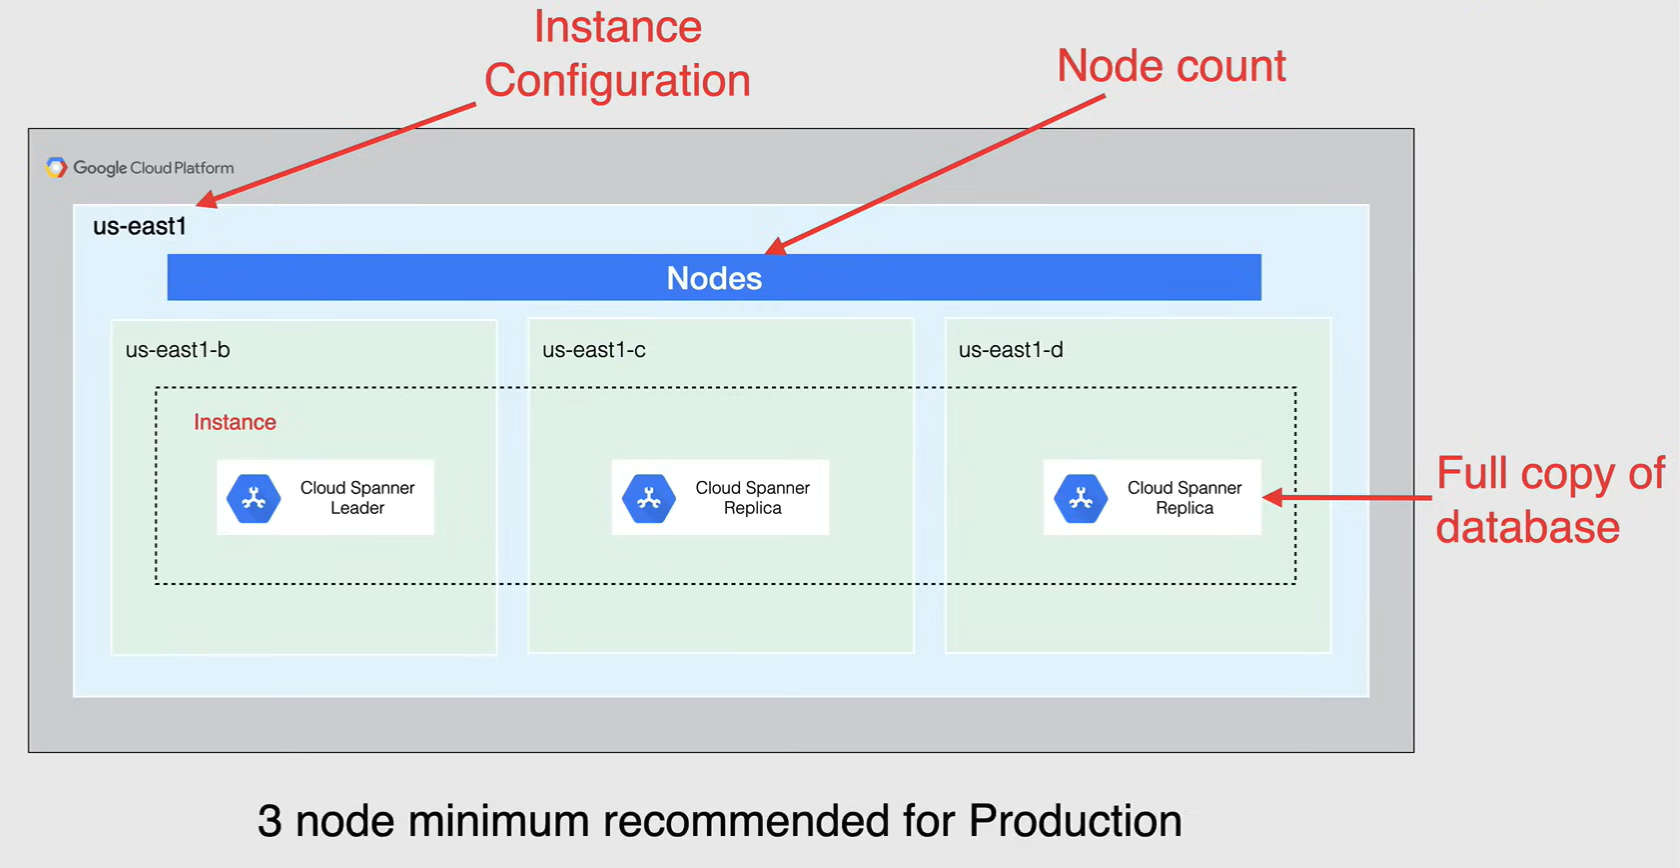 Instance
Configuration
Node count
Google Cloud Platform
us-east1
Nodes
us-east1-b
us-east1-c
us-east1-d
Instance
Cloud Spanner
Leader
Cloud Spanner
Replica
Cloud Spanner
Replica
Full copy of
database
3 node minimum recommended for Production